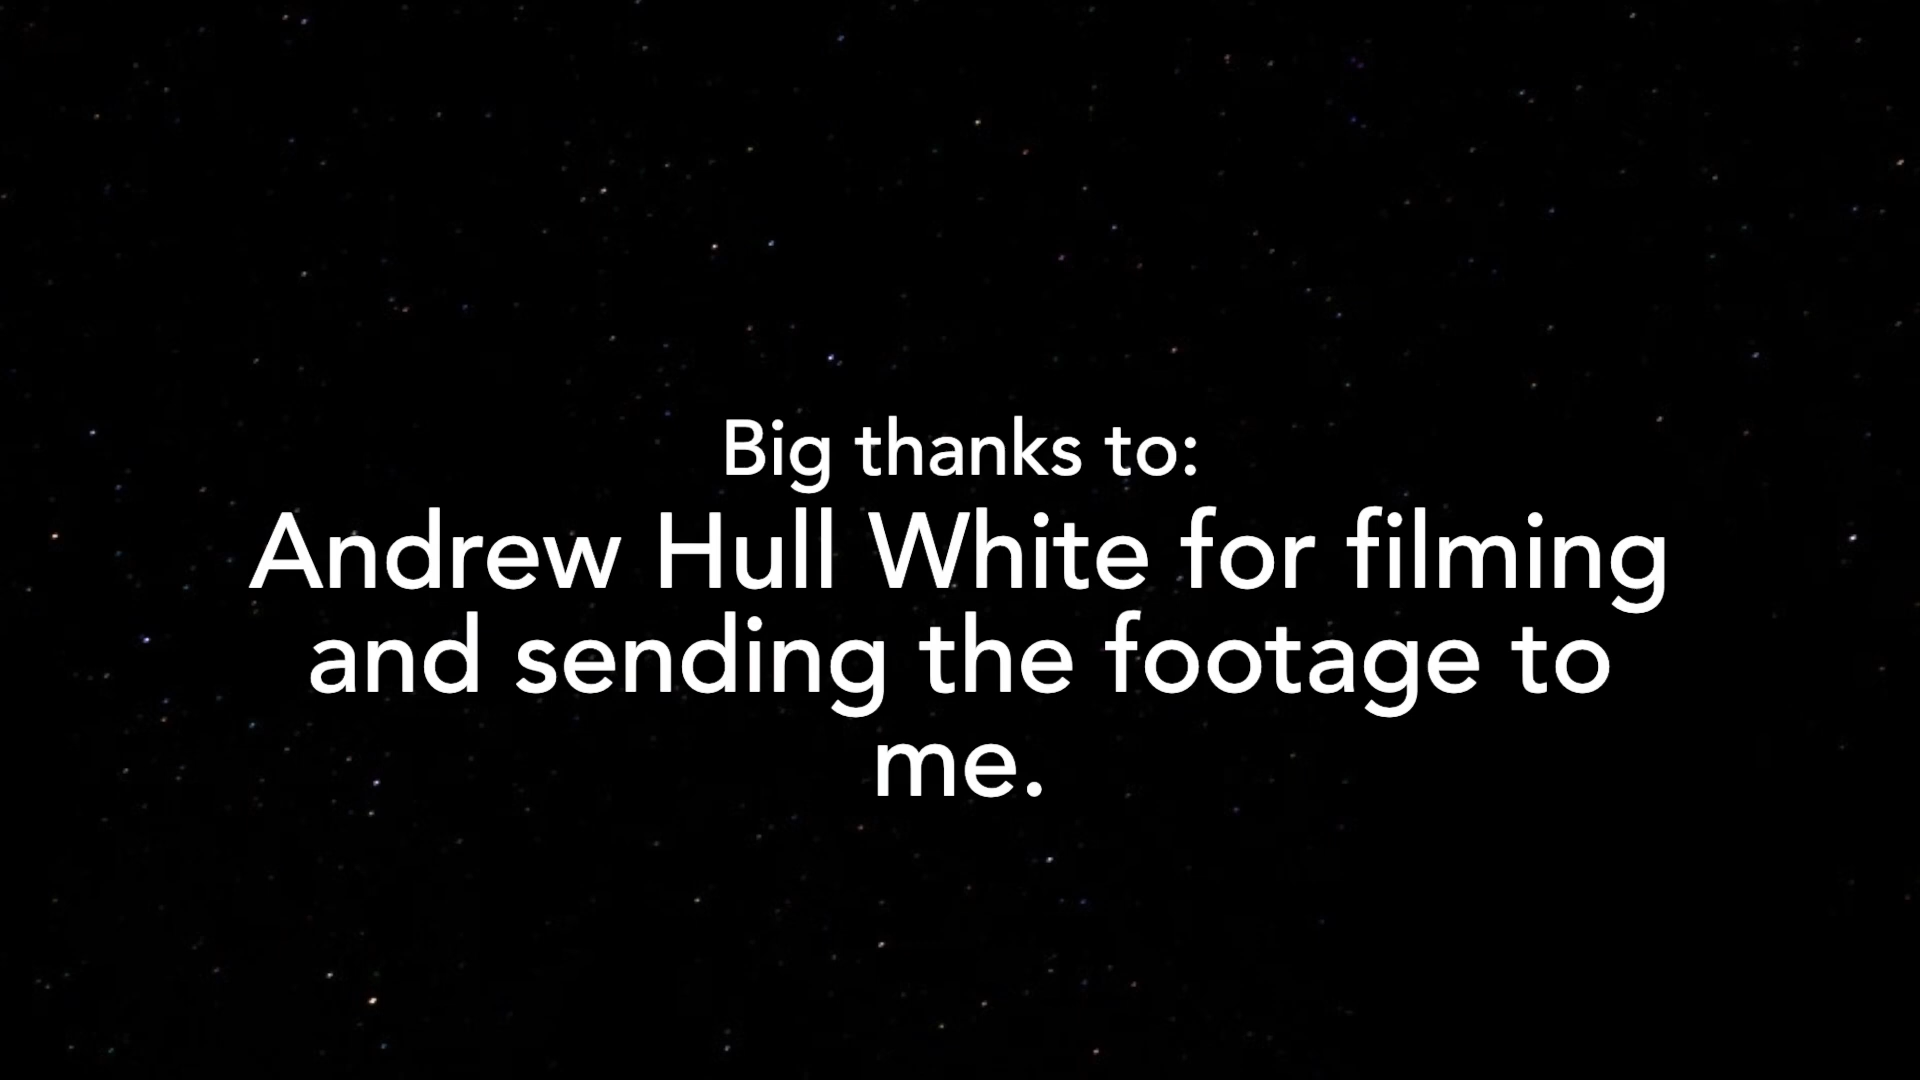 Big thanks to:
Andrew Hull White for filming
and sending the footage to
me.